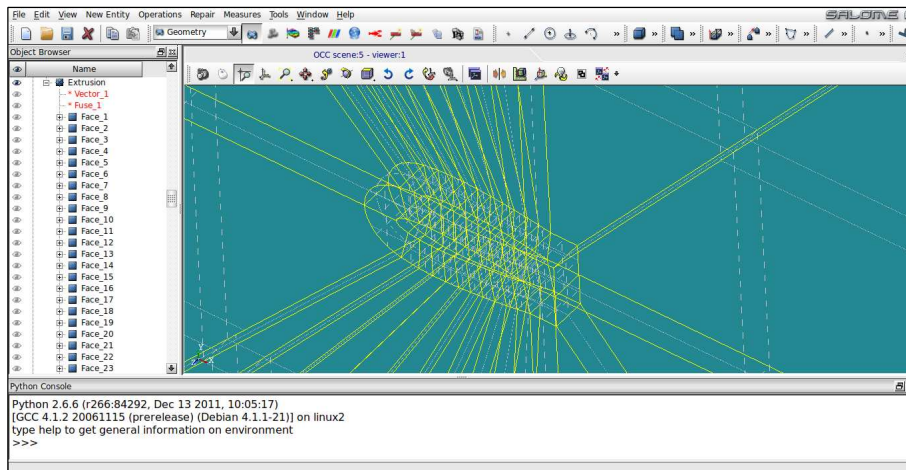 File Edit View New Entity Operations Repair Measures Tools Window Help
SALOME
Geometry
Object Browser
OCC scene:5 - viewer:1
Name
Extrusion
* Vector_1
* Fuse_1
Face_1
Face_2
Face_3
Face_4
Face_5
Face_6
Face_7
Face_8
Face_9
Face_10
Face_11
Face_12
Face_13
Face_14
Face_15
Face_16
Face_17
Face_18
Face_19
Face_20
Face_21
Face_22
Face_23
Y
Z X
Python Console
Python 2.6.6 (r266:84292, Dec 13 2011, 10:05:17)
[GCC 4.1.2 20061115 (prerelease) (Debian 4.1.1-21)] on linux2
type help to get general information on environment
>>>